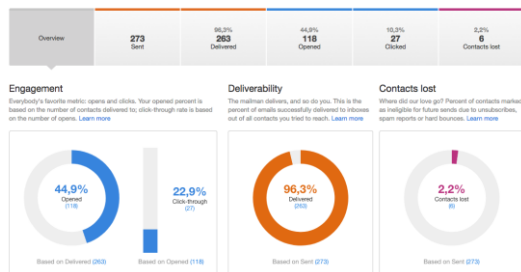 Overview
273
Sent
96,3%
263
Delivered
44,9%
118
Opened
10,3%
27
Clicked
2,2%
6
Contacts lost
Engagement
Everybody's favorite metric: opens and clicks. Your opened percent is
based on the number of contacts delivered to; click-through rate is based
on the number of opens. Learn more
Deliverability
The mailman delivers, and so do you. This is the
percent of emails successfully delivered to inboxes
out of all contacts you tried to reach. Learn more
Contacts lost
Where did our love go? Percent of contacts marked
as ineligible for future sends due to unsubscribes,
spam reports or hard bounces. Learn more
44,9%
Opened
(118)
22,9%
Click-through
(27)
Based on Delivered (263)
Based on Opened (118)
96,3%
Delivered
(263)
Based on Sent (273)
2,2%
Contacts lost
(6)
Based on Sent (273)